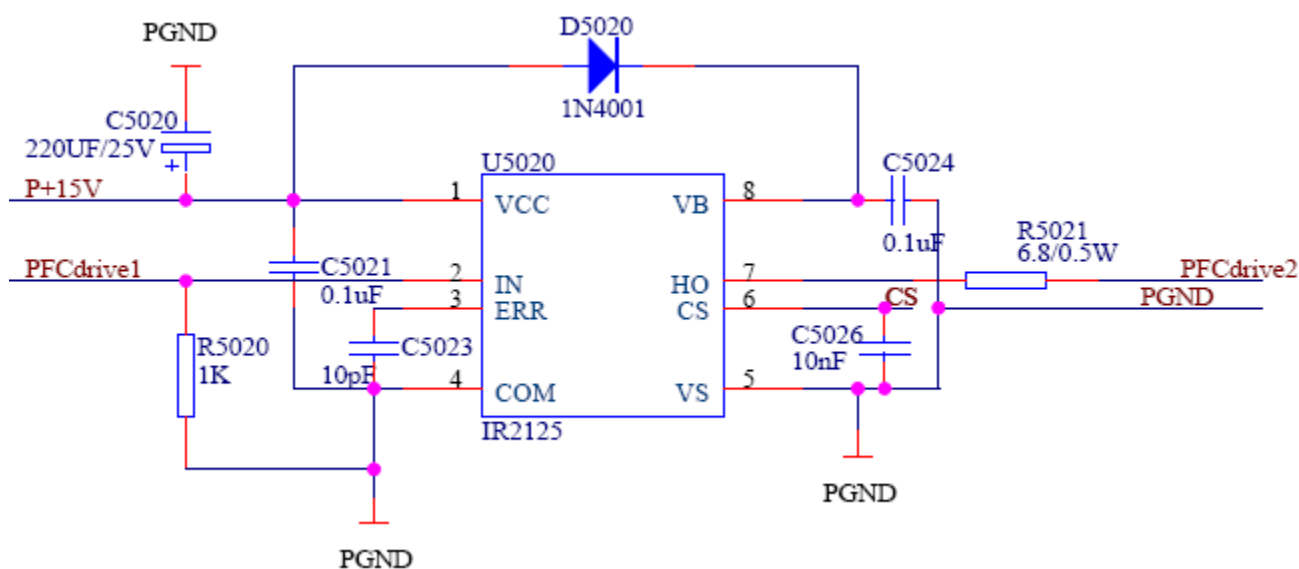 PGND
D5020
1N4001
C5020
220UF/25V
+
P+15V
U5020
C5024
0.1uF
1
VCC
VB
8
R5021
6.8/0.5W
PFCdrive1
C5021
0.1uF
2
IN
HO
7
PFCdrive2
3
ERR
CS
6
CS
PGND
R5020
1K
C5023
10pF
C5026
10nF
4
COM
VS
5
IR2125
PGND
PGND